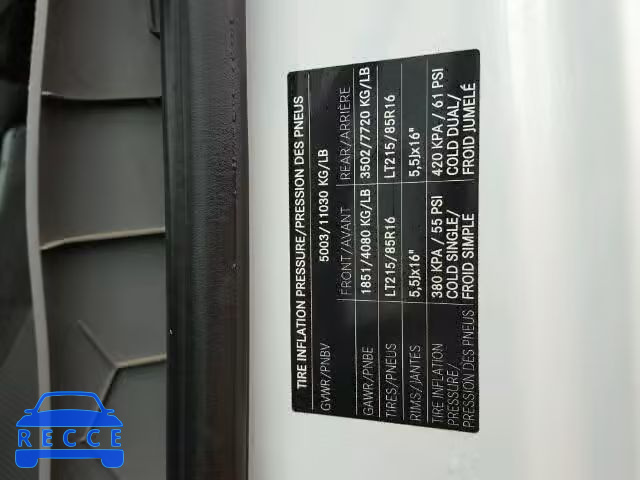 TIRE INFLATION PRESSURE/PRESSION DES PNEUS
GVWR/PNBV 5003/11030 KG/LB
FRONT/AVANT REAR/ARRIÈRE
GAWR/PNBE 1851/4080 KG/LB 3502/7720 KG/LB
TIRES/PNEUS LT215/85R16 LT215/85R16
RIMS/JANTES 5,5Jx16" 5,5Jx16"
TIRE INFLATION 380 KPA / 55 PSI 420 KPA / 61 PSI
PRESSURE/ COLD SINGLE/ COLD DUAL/
PRESSION DES PNEUS FROID SIMPLE FROID JUMELÉ
RECCE